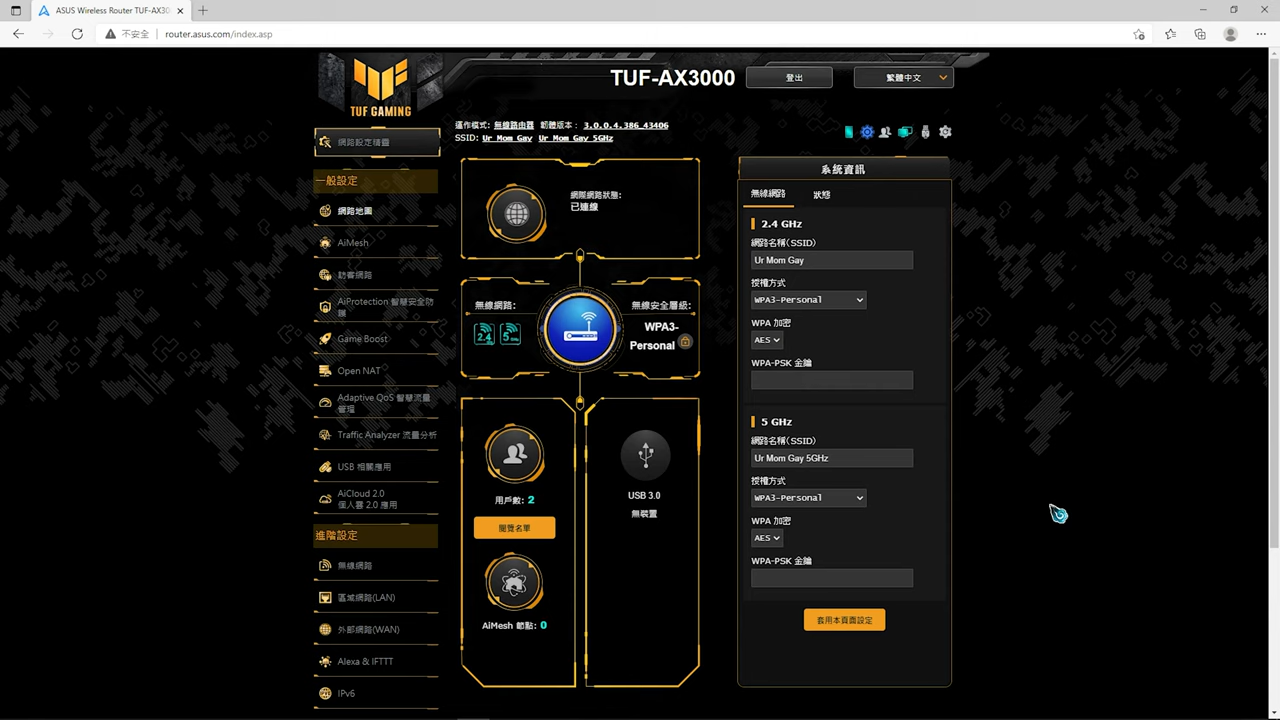 ASUS Wireless Router TUF-AX30
不安全
router.asus.com/index.asp
TUF GAMING
TUF-AX3000
登出
繁體中文
運作模式: 無線路由器 韌體版本: 3.0.0.4.386_43406
SSID: Ur Mom Gay Ur Mom Gay 5GHz
網路設定精靈
一般設定
網路地圖
AiMesh
訪客網路
AiProtection 智慧安全防
護
Game Boost
Open NAT
Adaptive QoS 智慧流量
管理
Traffic Analyzer 流量分析
USB 相關應用
AiCloud 2.0
個人雲 2.0 應用
進階設定
無線網路
區域網路(LAN)
外部網路(WAN)
Alexa & IFTTT
IPv6
網際網路狀態:
已連線
無線網路:
2.4
5
無線安全層級:
WPA3-
Personal
用戶數: 2
閱覽名單
AiMesh 節點: 0
USB 3.0
無裝置
系統資訊
無線網路
狀態
2.4 GHz
網路名稱(SSID)
Ur Mom Gay
授權方式
WPA3-Personal
WPA 加密
AES
WPA-PSK 金鑰
5 GHz
網路名稱(SSID)
Ur Mom Gay 5GHz
授權方式
WPA3-Personal
WPA 加密
AES
WPA-PSK 金鑰
套用本頁面設定